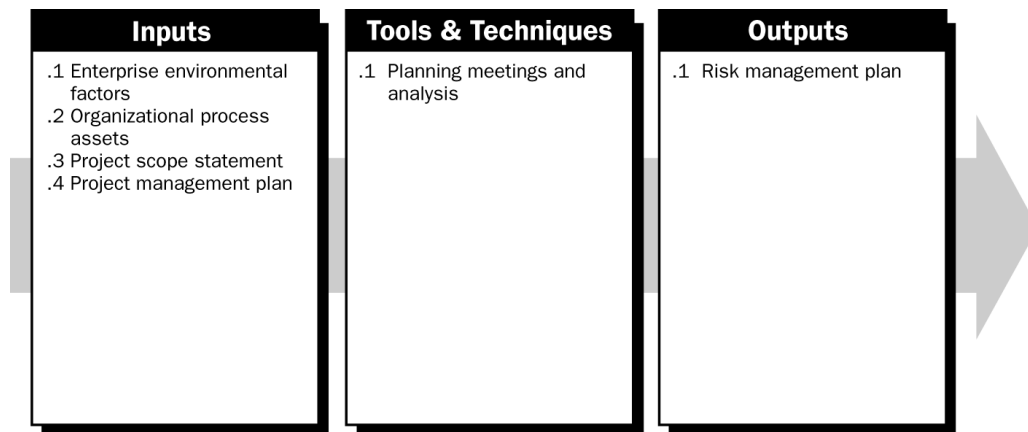 Inputs
.1 Enterprise environmental
factors
.2 Organizational process
assets
.3 Project scope statement
.4 Project management plan
Tools & Techniques
.1 Planning meetings and
analysis
Outputs
.1 Risk management plan